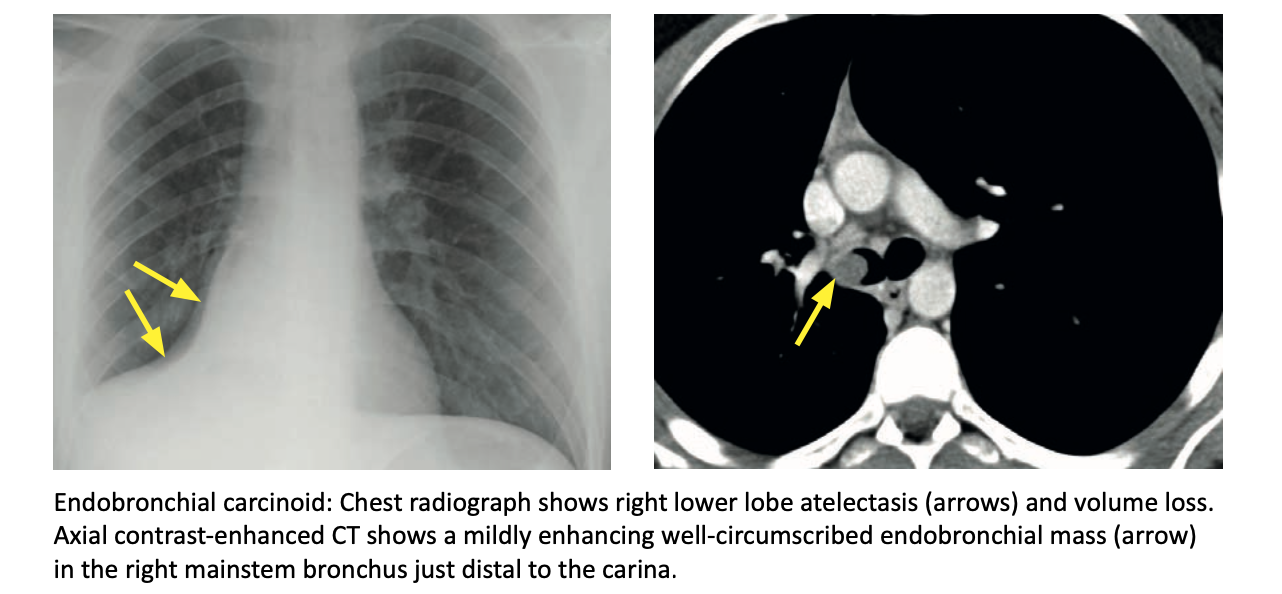 Endobronchial carcinoid: Chest radiograph shows right lower lobe atelectasis (arrows) and volume loss.
Axial contrast-enhanced CT shows a mildly enhancing well-circumscribed endobronchial mass (arrow)
in the right mainstem bronchus just distal to the carina.